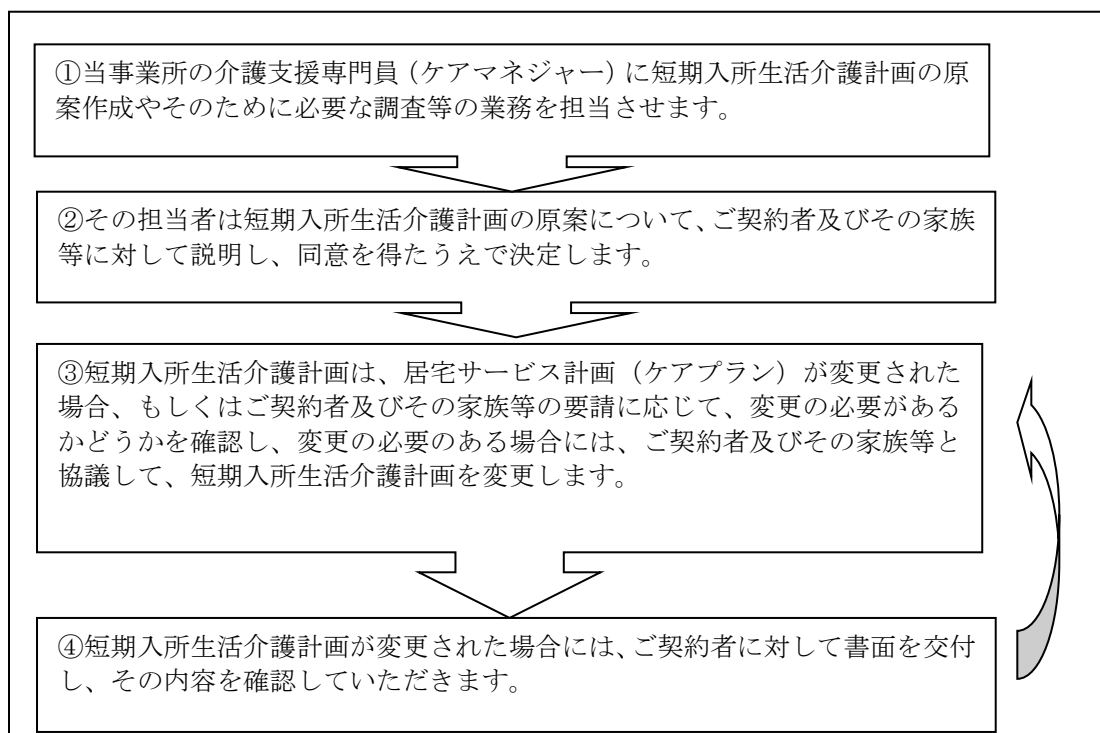 ①当事業所の介護支援専門員（ケアマネジャー）に短期入所生活介護計画の原
案作成やそのために必要な調査等の業務を担当させます。
②その担当者は短期入所生活介護計画の原案について、ご契約者及びその家族
等に対して説明し、同意を得たうえで決定します。
③短期入所生活介護計画は、居宅サービス計画（ケアプラン）が変更された
場合、もしくはご契約者及びその家族等の要請に応じて、変更の必要がある
かどうかを確認し、変更の必要のある場合には、ご契約者及びその家族等と
協議して、短期入所生活介護計画を変更します。
④短期入所生活介護計画が変更された場合には、ご契約者に対して書面を交付
し、その内容を確認していただきます。